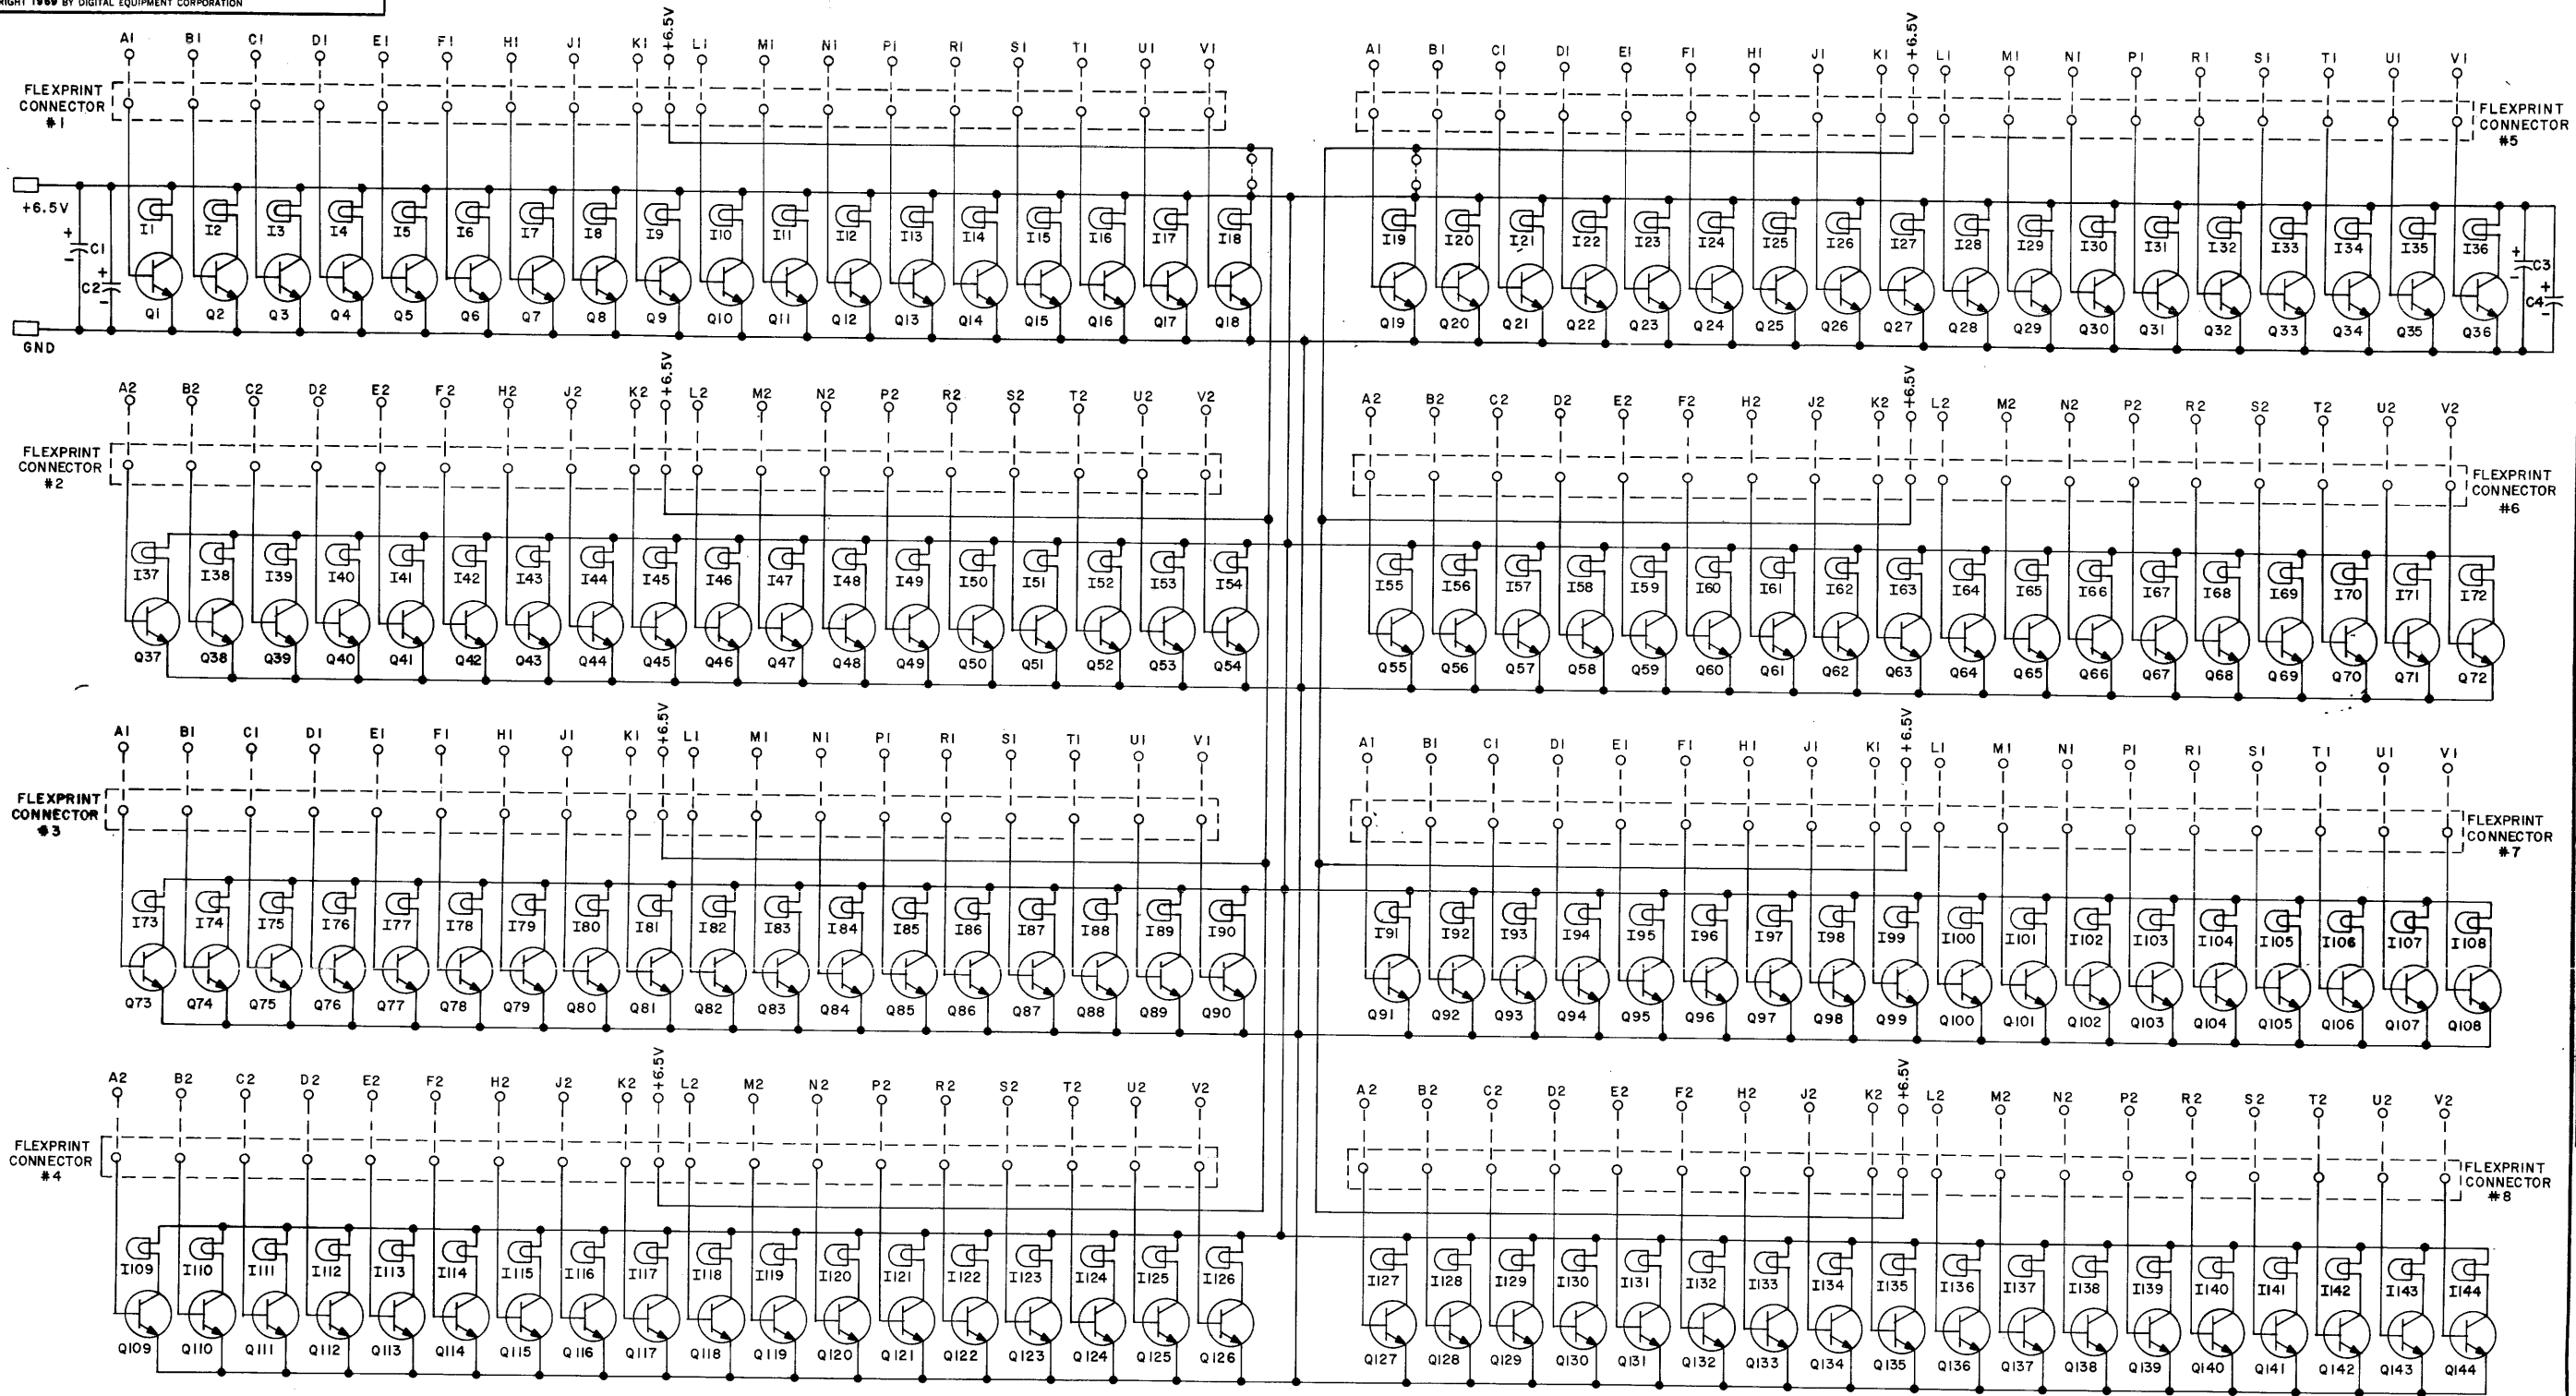 RIGHT 1969 BY DIGITAL EQUIPMENT CORPORATION
A1 B1 C1 D1 E1 F1 H1 J1 K1 +6.5V L1 M1 N1 P1 R1 S1 T1 U1 V1
FLEXPRINT
CONNECTOR
#1
+6.5V
C1
C2
I1 I2 I3 I4 I5 I6 I7 I8 I9 I10 I11 I12 I13 I14 I15 I16 I17 I18
Q1 Q2 Q3 Q4 Q5 Q6 Q7 Q8 Q9 Q10 Q11 Q12 Q13 Q14 Q15 Q16 Q17 Q18
GND
A1 B1 C1 D1 E1 F1 H1 J1 K1 +6.5V L1 M1 N1 P1 R1 S1 T1 U1 V1
FLEXPRINT
CONNECTOR
#5
I19 I20 I21 I22 I23 I24 I25 I26 I27 I28 I29 I30 I31 I32 I33 I34 I35 I36
C3
C4
Q19 Q20 Q21 Q22 Q23 Q24 Q25 Q26 Q27 Q28 Q29 Q30 Q31 Q32 Q33 Q34 Q35 Q36
A2 B2 C2 D2 E2 F2 H2 J2 K2 +6.5V L2 M2 N2 P2 R2 S2 T2 U2 V2
FLEXPRINT
CONNECTOR
#2
I37 I38 I39 I40 I41 I42 I43 I44 I45 I46 I47 I48 I49 I50 I51 I52 I53 I54
Q37 Q38 Q39 Q40 Q41 Q42 Q43 Q44 Q45 Q46 Q47 Q48 Q49 Q50 Q51 Q52 Q53 Q54
A2 B2 C2 D2 E2 F2 H2 J2 K2 +6.5V L2 M2 N2 P2 R2 S2 T2 U2 V2
FLEXPRINT
CONNECTOR
#6
I55 I56 I57 I58 I59 I60 I61 I62 I63 I64 I65 I66 I67 I68 I69 I70 I71 I72
Q55 Q56 Q57 Q58 Q59 Q60 Q61 Q62 Q63 Q64 Q65 Q66 Q67 Q68 Q69 Q70 Q71 Q72
A1 B1 C1 D1 E1 F1 H1 J1 K1 +6.5V L1 M1 N1 P1 R1 S1 T1 U1 V1
FLEXPRINT
CONNECTOR
#3
I73 I74 I75 I76 I77 I78 I79 I80 I81 I82 I83 I84 I85 I86 I87 I88 I89 I90
Q73 Q74 Q75 Q76 Q77 Q78 Q79 Q80 Q81 Q82 Q83 Q84 Q85 Q86 Q87 Q88 Q89 Q90
A1 B1 C1 D1 E1 F1 H1 J1 K1 +6.5V L1 M1 N1 P1 R1 S1 T1 U1 V1
FLEXPRINT
CONNECTOR
#7
I91 I92 I93 I94 I95 I96 I97 I98 I99 I100 I101 I102 I103 I104 I105 I106 I107 I108
Q91 Q92 Q93 Q94 Q95 Q96 Q97 Q98 Q99 Q100 Q101 Q102 Q103 Q104 Q105 Q106 Q107 Q108
A2 B2 C2 D2 E2 F2 H2 J2 K2 +6.5V L2 M2 N2 P2 R2 S2 T2 U2 V2
FLEXPRINT
CONNECTOR
#4
I109 I110 I111 I112 I113 I114 I115 I116 I117 I118 I119 I120 I121 I122 I123 I124 I125 I126
Q109 Q110 Q111 Q112 Q113 Q114 Q115 Q116 Q117 Q118 Q119 Q120 Q121 Q122 Q123 Q124 Q125 Q126
A2 B2 C2 D2 E2 F2 H2 J2 K2 +6.5V L2 M2 N2 P2 R2 S2 T2 U2 V2
FLEXPRINT
CONNECTOR
#8
I127 I128 I129 I130 I131 I132 I133 I134 I135 I136 I137 I138 I139 I140 I141 I142 I143 I144
Q127 Q128 Q129 Q130 Q131 Q132 Q133 Q134 Q135 Q136 Q137 Q138 Q139 Q140 Q141 Q142 Q143 Q144